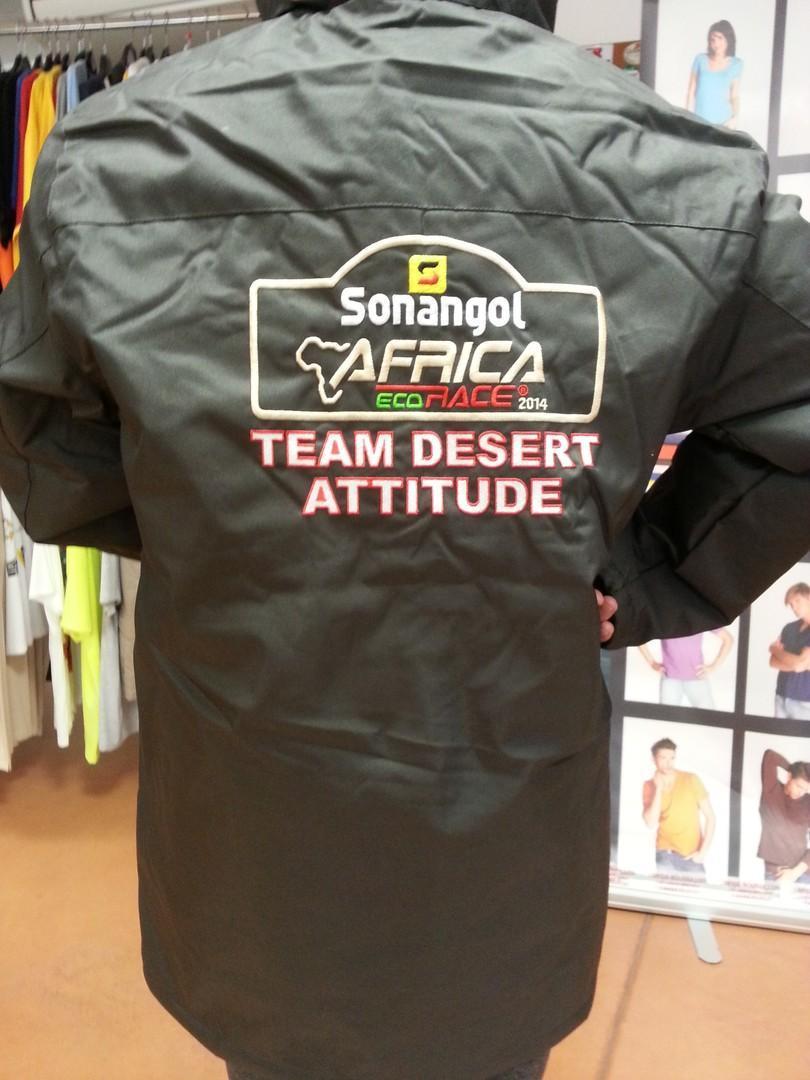 Sonangol
AFRICA
ECO RACE® 2014
TEAM DESERT
ATTITUDE